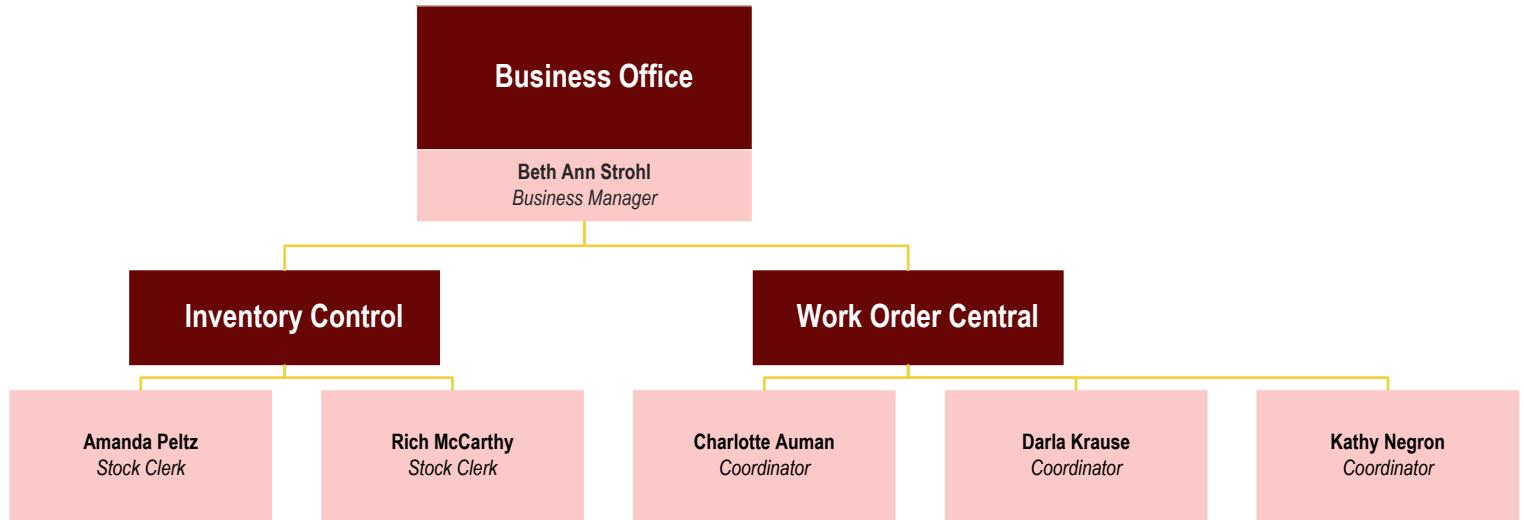 Business Office
Beth Ann Strohl
Business Manager
Inventory Control
Work Order Central
Amanda Peltz
Stock Clerk
Rich McCarthy
Stock Clerk
Charlotte Auman
Coordinator
Darla Krause
Coordinator
Kathy Negron
Coordinator